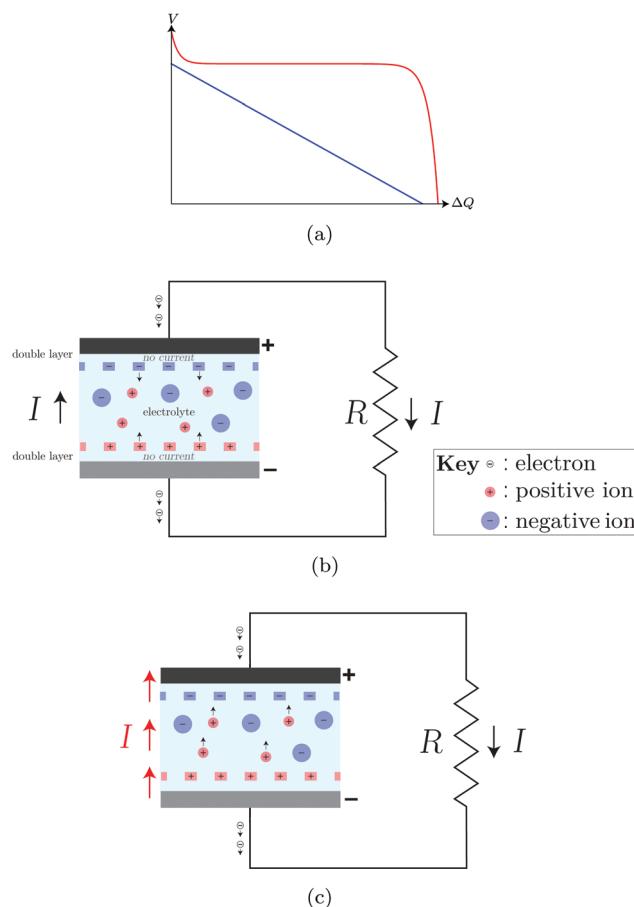 V
ΔQ
(a)
⊖
⊖
+
double layer
no current
− − − − −
− + + −
I
electrolyte
R
I
+ + −
+ + + + +
double layer
no current
−
⊖
⊖
Key ⊖ : electron
+ : positive ion
− : negative ion
(b)
⊖
⊖
+
− − − − −
− + − + −
I
R
I
+ + −
+ + + + +
−
⊖
⊖
(c)